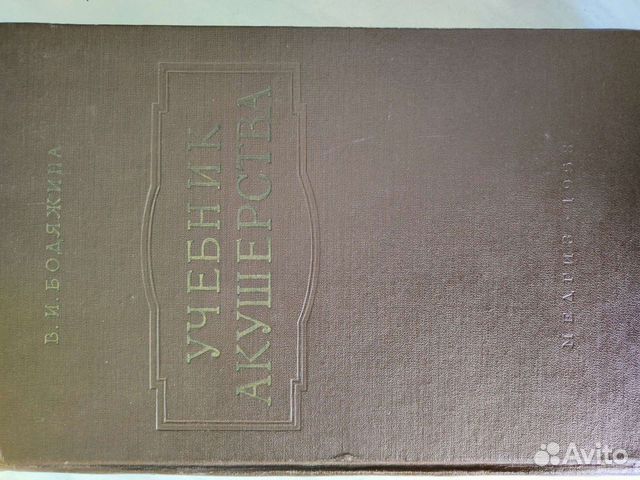 В. И. БОДЯЖИНА
УЧЕБНИК
АКУШЕРСТВА
МЕДГИЗ · 1958
Avito